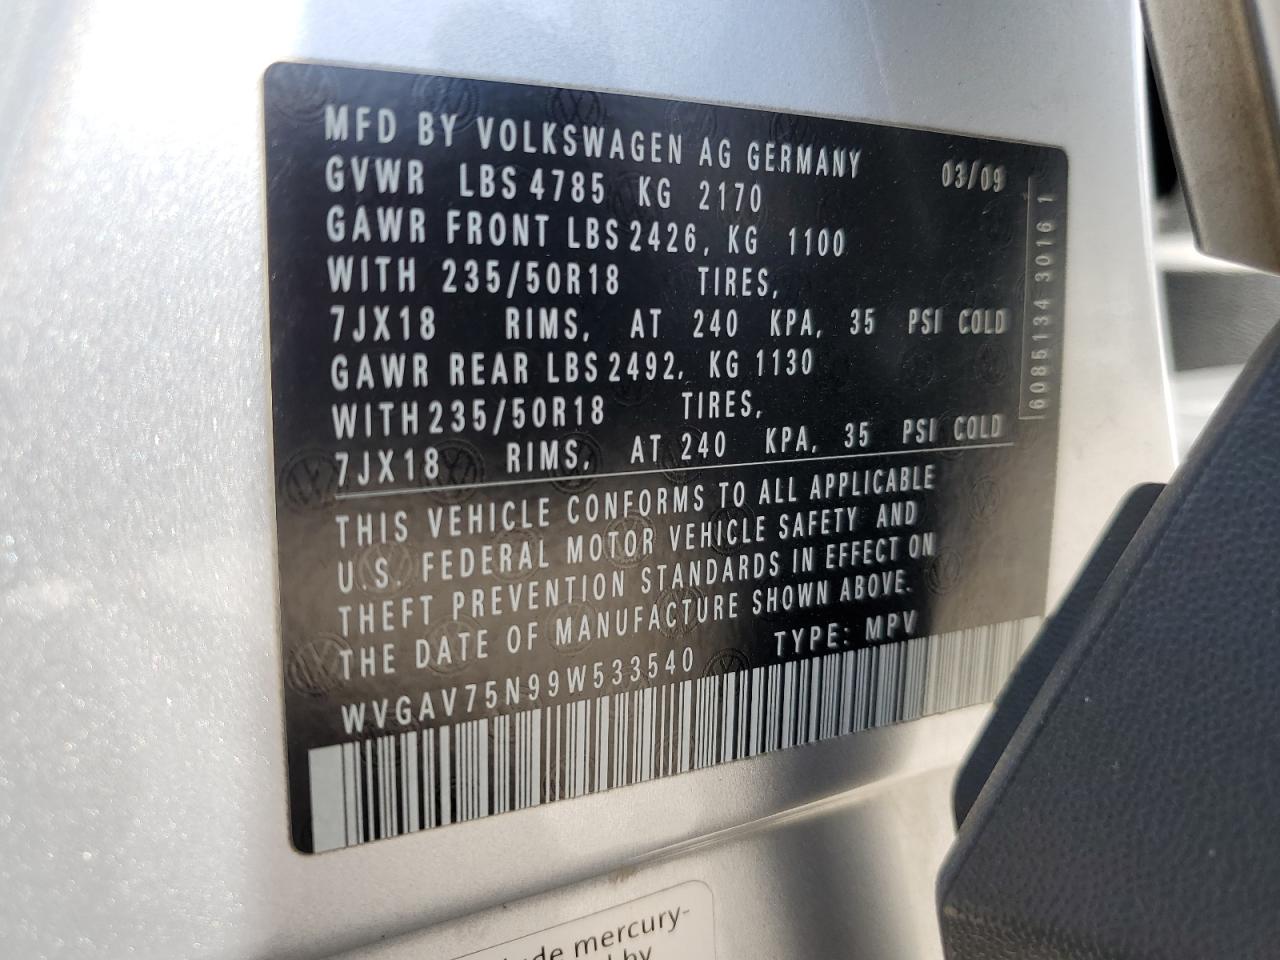 MFD BY VOLKSWAGEN AG GERMANY 03/09
GVWR LBS 4785 KG 2170
GAWR FRONT LBS 2426, KG 1100
WITH 235/50R18 TIRES,
7JX18 RIMS, AT 240 KPA, 35 PSI COLD
GAWR REAR LBS 2492, KG 1130
WITH 235/50R18 TIRES,
7JX18 RIMS, AT 240 KPA, 35 PSI COLD
THIS VEHICLE CONFORMS TO ALL APPLICABLE
U.S. FEDERAL MOTOR VEHICLE SAFETY AND
THEFT PREVENTION STANDARDS IN EFFECT ON
THE DATE OF MANUFACTURE SHOWN ABOVE.
WVGAV75N99W533540 TYPE: MPV
6085134 3016 1
mercury-
by